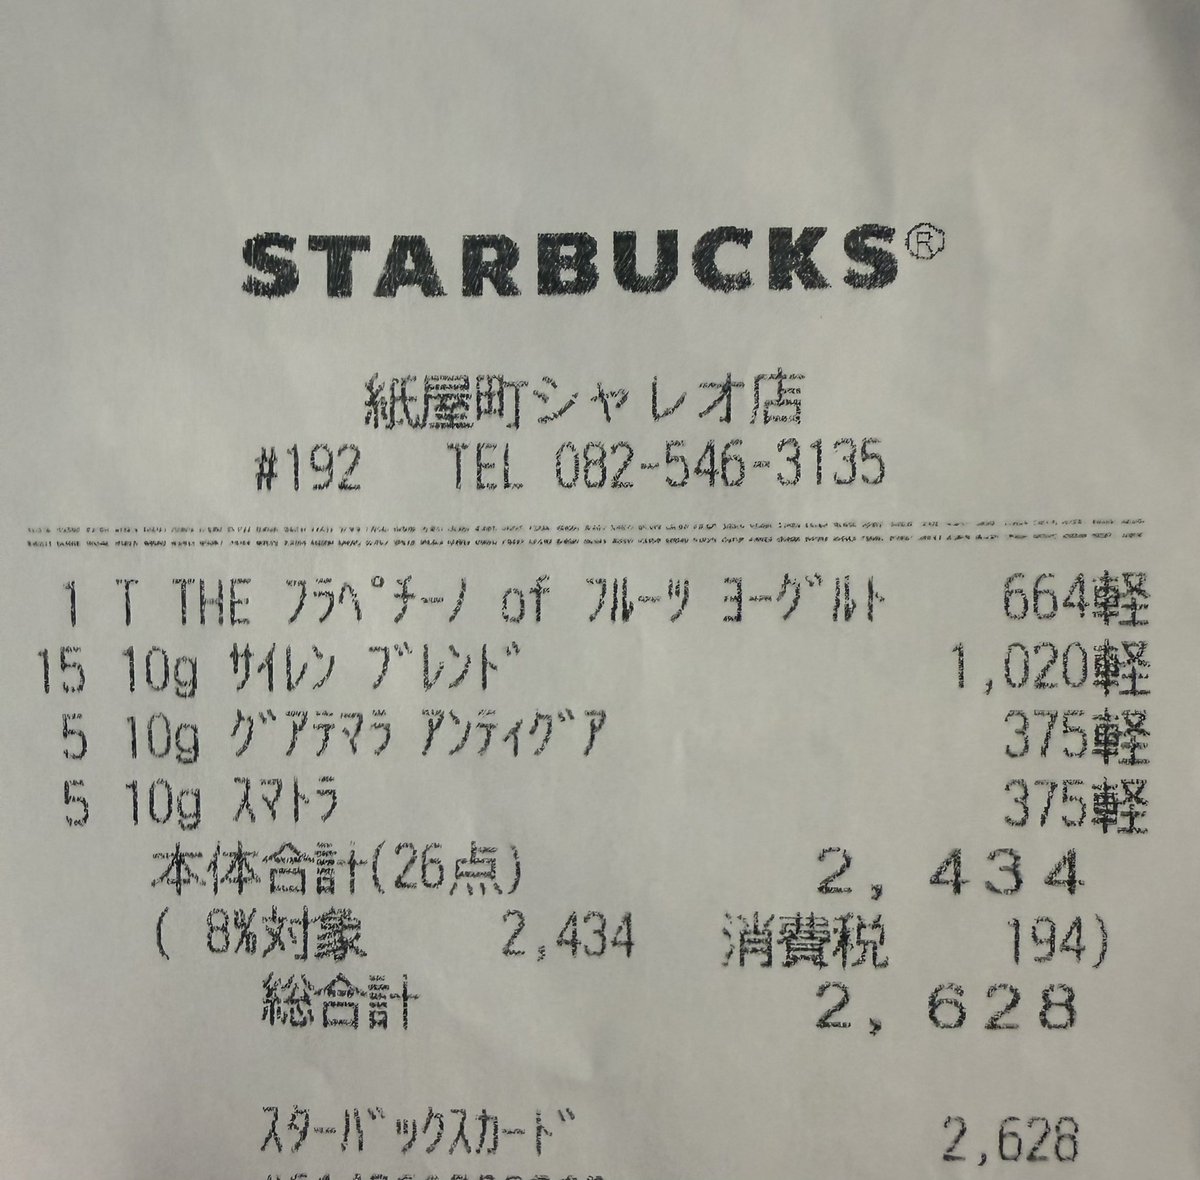 STARBUCKS®
紙屋町シャレオ店
#192 TEL 082-546-3135
1 T THE フラペチーノ of フルーツ ヨーグルト 664軽
15 10g サイレン ブレンド 1,020軽
5 10g グアテマラ アンティグア 375軽
5 10g スマトラ 375軽
本体合計(26点) 2,434
( 8%対象 2,434 消費税 194)
総合計 2,628
スターバックスカード 2,628